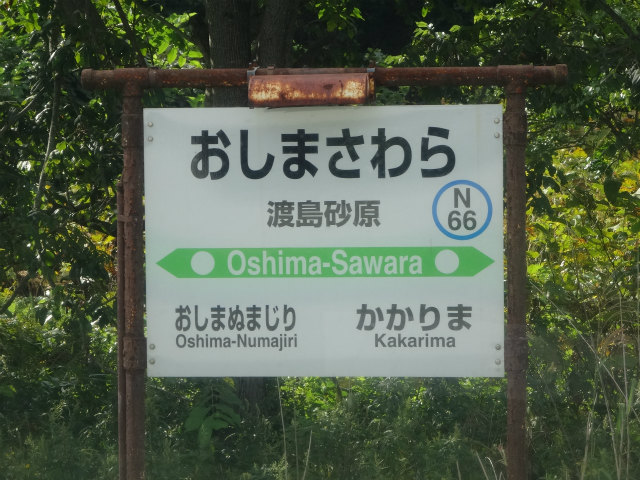 おしまさわら
渡島砂原
N
66
Oshima-Sawara
おしまぬまじり
Oshima-Numajiri
かかりま
Kakarima